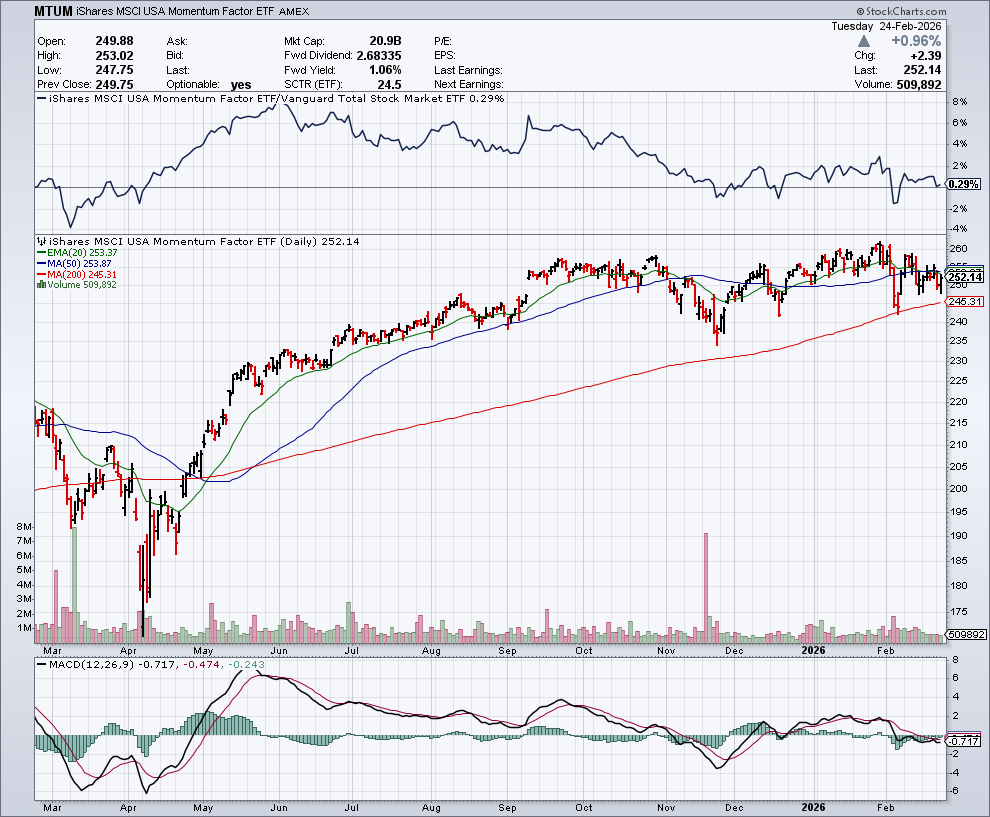 MTUM iShares MSCI USA Momentum Factor ETF AMEX
© StockCharts.com
Tuesday 24-Feb-2026
Open: 249.88 Ask: Mkt Cap: 20.9B P/E: +0.96%
High: 253.02 Bid: Fwd Dividend: 2.68335 EPS: Chg: +2.39
Low: 247.75 Last: Fwd Yield: 1.06% Last Earnings: Last: 252.14
Prev Close: 249.75 Optionable: yes SCTR (ETF): 24.5 Next Earnings: Volume: 509,892
iShares MSCI USA Momentum Factor ETF/Vanguard Total Stock Market ETF 0.29%
8%
6%
4%
2%
0.29%
-2%
-4%
iShares MSCI USA Momentum Factor ETF (Daily) 252.14
EMA(20) 253.37
MA(50) 253.87
MA(200) 245.31
Volume 509,892
260
252.14
245.31
240
235
230
225
220
215
210
205
200
195
190
185
180
175
8M
7M
6M
5M
4M
3M
2M
1M
509892
Mar Apr May Jun Jul Aug Sep Oct Nov Dec 2026 Feb
MACD(12,26,9) -0.717, -0.474, -0.243
8
6
4
2
-0.717
-2
-4
-6
Mar Apr May Jun Jul Aug Sep Oct Nov Dec 2026 Feb